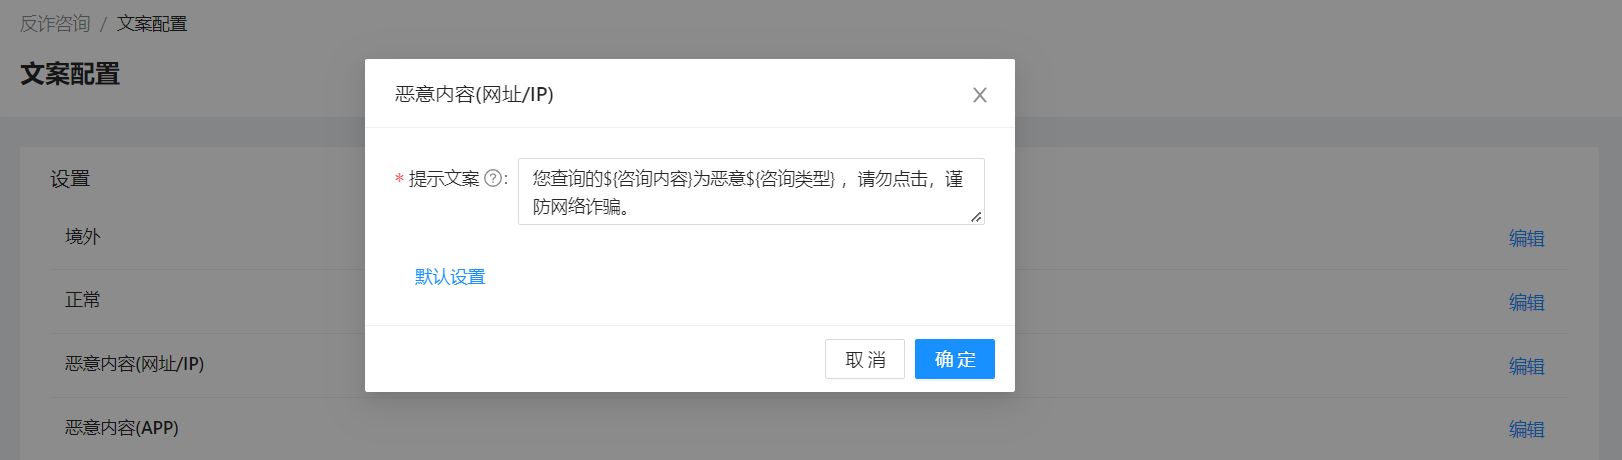 反诈咨询 / 文案配置
文案配置
设置
境外 编辑
正常 编辑
恶意内容(网址/IP) 编辑
恶意内容(APP) 编辑
恶意内容(网址/IP)
* 提示文案 ? :
您查询的${咨询内容}为恶意${咨询类型} ，请勿点击，谨
防网络诈骗。
默认设置
取 消 确 定